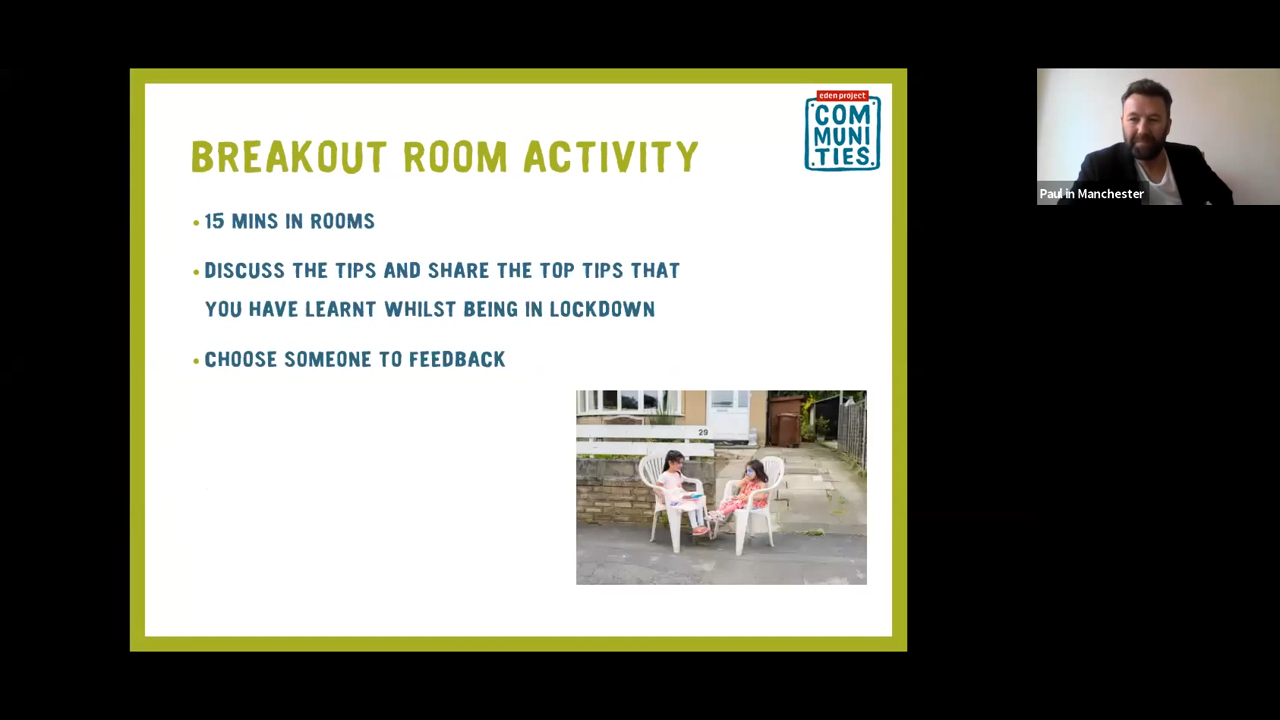 eden project
COM
MUNI
TIES
BREAKOUT ROOM ACTIVITY
• 15 MINS IN ROOMS
• DISCUSS THE TIPS AND SHARE THE TOP TIPS THAT
YOU HAVE LEARNT WHILST BEING IN LOCKDOWN
• CHOOSE SOMEONE TO FEEDBACK
29
Paul in Manchester